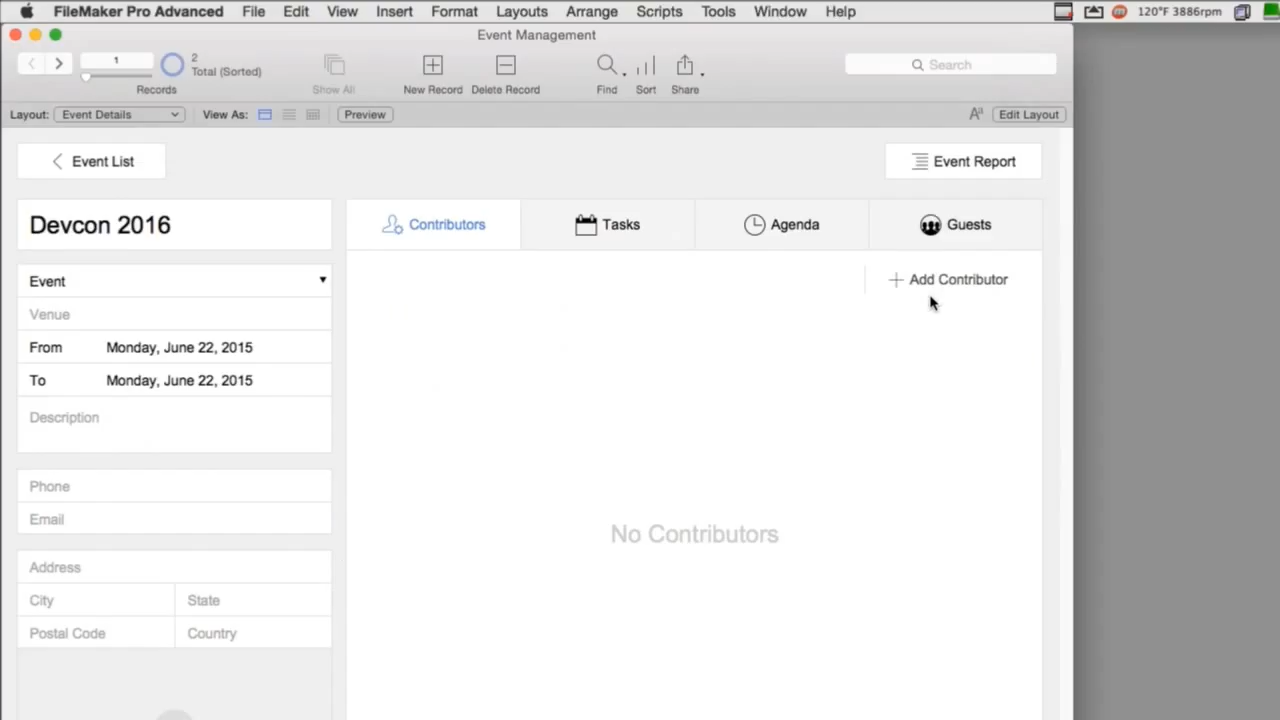 FileMaker Pro Advanced File Edit View Insert Format Layouts Arrange Scripts Tools Window Help 120°F 3886rpm
Event Management
1
2
Total (Sorted)
Records
Show All
New Record
Delete Record
Find
Sort
Share
Search
Layout: Event Details View As: Preview Aa Edit Layout
Event List
Event Report
Devcon 2016
Contributors
Tasks
Agenda
Guests
Event
Venue
From Monday, June 22, 2015
To Monday, June 22, 2015
Description
Phone
Email
Address
City State
Postal Code Country
Add Contributor
No Contributors